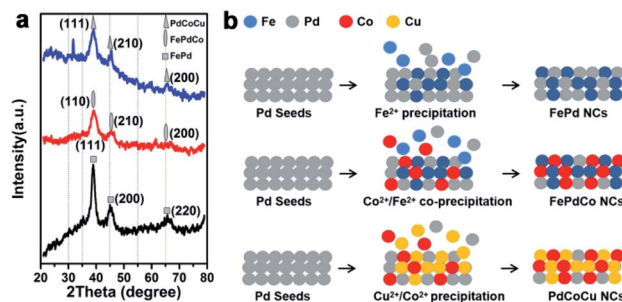 a
PdCoCu
FePdCo
FePd
(111)
(210)
(200)
(110)
(210)
(200)
(111)
(200)
(220)
Intensity(a.u.)
20 30 40 50 60 70 80
2Theta (degree)
b
Fe Pd Co Cu
Pd Seeds Fe²⁺ precipitation FePd NCs
Pd Seeds Co²⁺/Fe²⁺ co-precipitation FePdCo NCs
Pd Seeds Cu²⁺/Co²⁺ precipitation PdCoCu NCs